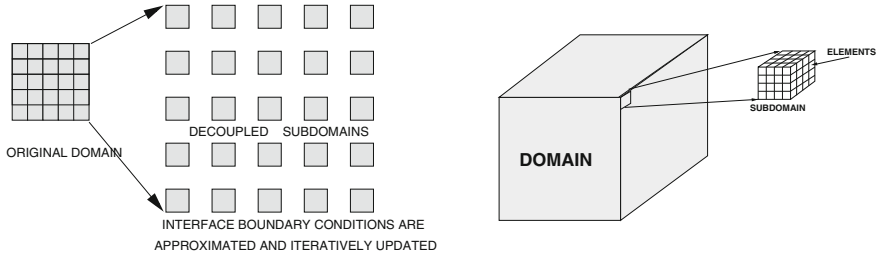 DECOUPLED SUBDOMAINS
ORIGINAL DOMAIN
INTERFACE BOUNDARY CONDITIONS ARE
APPROXIMATED AND ITERATIVELY UPDATED
ELEMENTS
SUBDOMAIN
DOMAIN